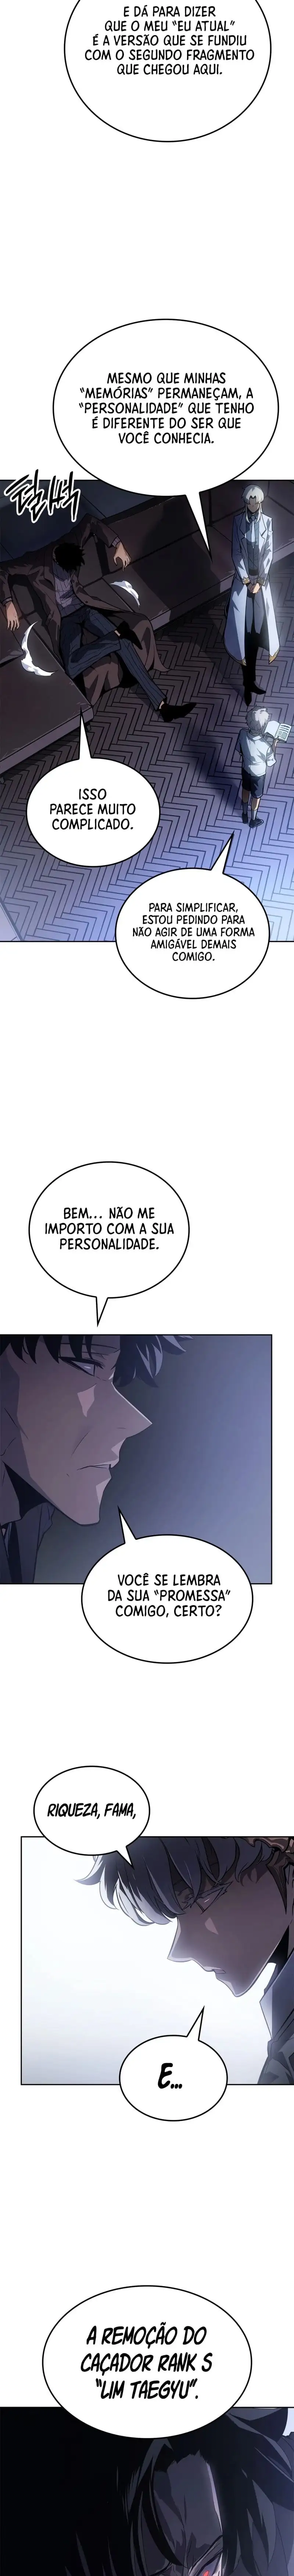 E DÁ PARA DIZER
QUE O MEU “EU ATUAL”
É A VERSÃO QUE SE FUNDIU
COM O SEGUNDO FRAGMENTO
QUE CHEGOU AQUI.
MESMO QUE MINHAS
“MEMÓRIAS” PERMANEÇAM, A
“PERSONALIDADE” QUE TENHO
É DIFERENTE DO SER QUE
VOCÊ CONHECIA.
ISSO
PARECE MUITO
COMPLICADO.
PARA SIMPLIFICAR,
ESTOU PEDINDO PARA
NÃO AGIR DE UMA FORMA
AMIGÁVEL DEMAIS
COMIGO.
BEM... NÃO ME
IMPORTO COM A SUA
PERSONALIDADE.
VOCÊ SE LEMBRA
DA SUA “PROMESSA”
COMIGO, CERTO?
RIQUEZA, FAMA,
E...
A REMOÇÃO DO
CAÇADOR RANK S
“LIM TAEGYU”.